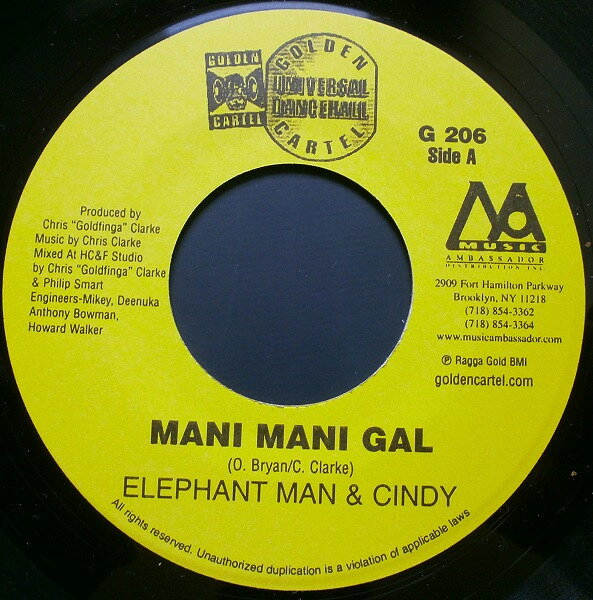 GOLDEN
CARTEL
GOLDEN
UNIVERSAL
DANCEHALL
CARTEL
G 206
Side A
Produced by
Chris "Goldfinga" Clarke
Music by Chris Clarke
Mixed At HC&F Studio
by Chris "Goldfinga" Clarke
& Philip Smart
Engineers-Mikey, Deenuka
Anthony Bowman,
Howard Walker
MA
MUSIC
AMBASSADOR
DISTRIBUTION INC.
2909 Fort Hamilton Parkway
Brooklyn, NY 11218
(718) 854-3362
(718) 854-3364
www.musicambassador.com
℗ Ragga Gold BMI
goldencartel.com
MANI MANI GAL
(O. Bryan/C. Clarke)
ELEPHANT MAN & CINDY
All rights reserved. Unauthorized duplication is a violation of applicable laws